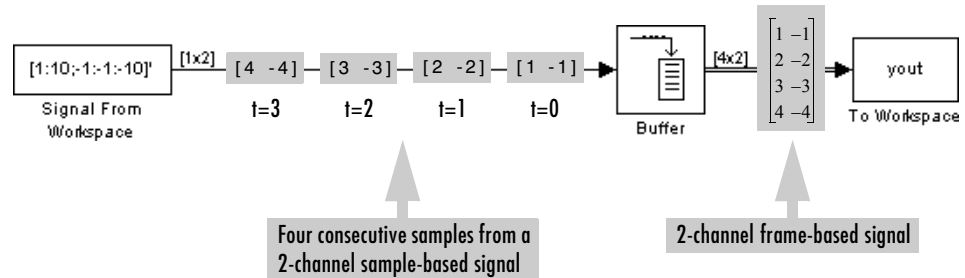 [1:10;-1:-1:-10]'
Signal From
Workspace
[1x2]
[4 -4]
[3 -3]
[2 -2]
[1 -1]
t=3
t=2
t=1
t=0
Buffer
[4x2]
1 -1
2 -2
3 -3
4 -4
yout
To Workspace
Four consecutive samples from a
2-channel sample-based signal
2-channel frame-based signal